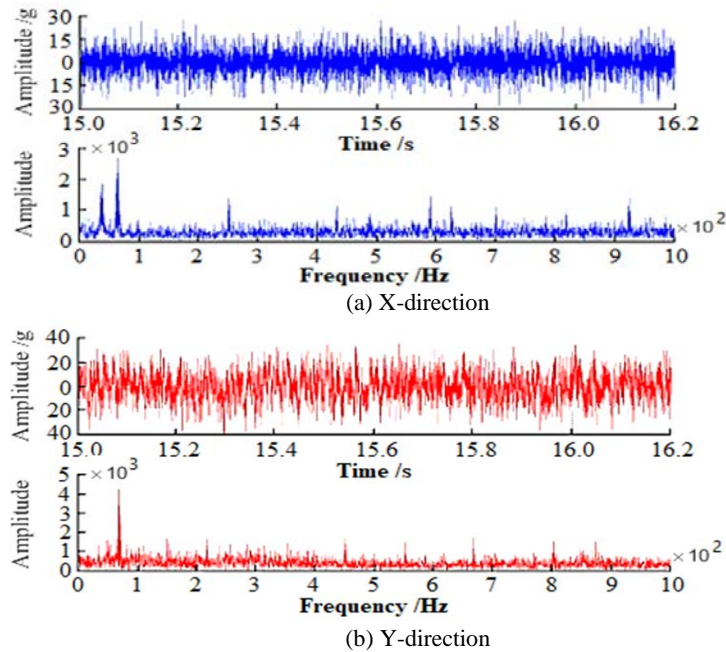 Amplitude /g
30
15
0
15
30
15.0 15.2 15.4 15.6 15.8 16.0 16.2
Time /s
× 10³
Amplitude
3
2
1
0
× 10²
0 1 2 3 4 5 6 7 8 9 10
Frequency /Hz
(a) X-direction
Amplitude /g
40
20
0
20
40
15.0 15.2 15.4 15.6 15.8 16.0 16.2
Time /s
× 10³
Amplitude
5
4
3
2
1
0
×10²
0 1 2 3 4 5 6 7 8 9 10
Frequency /Hz
(b) Y-direction